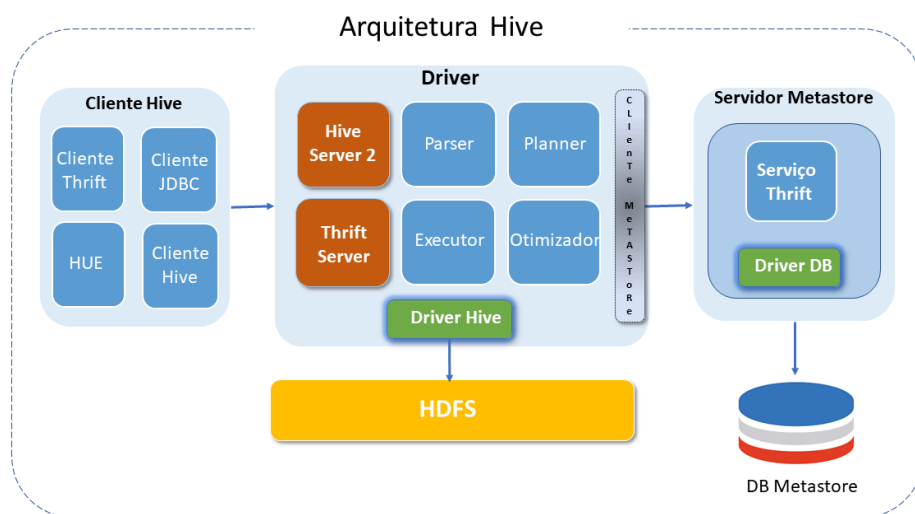 Arquitetura Hive
Cliente Hive
Cliente
Thrift
Cliente
JDBC
HUE
Cliente
Hive
Driver
Hive
Server 2
Parser
Planner
Thrift
Server
Executor
Otimizador
Driver Hive
CLIenTe MeTASToRe
HDFS
Servidor Metastore
Serviço
Thrift
Driver DB
DB Metastore